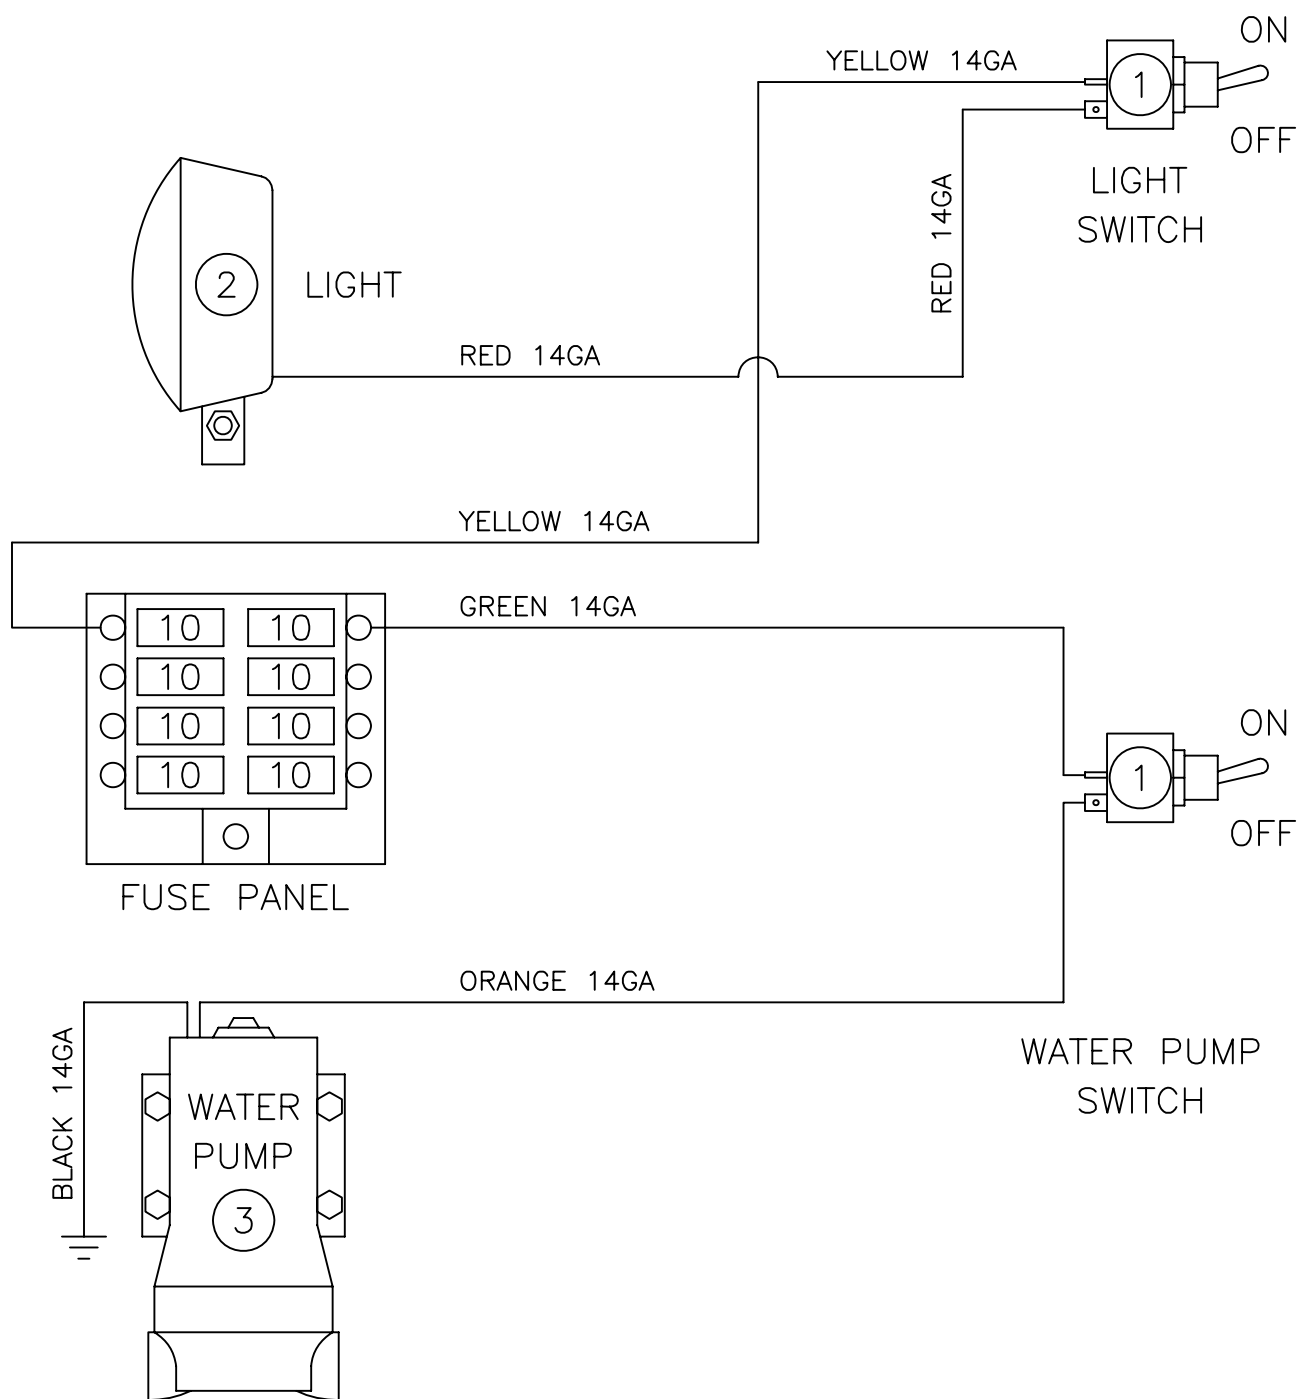 ON
YELLOW 14GA
1
OFF
LIGHT
SWITCH
RED 14GA
2
LIGHT
RED 14GA
YELLOW 14GA
GREEN 14GA
10 10
10 10
10 10
10 10
FUSE PANEL
ON
1
OFF
ORANGE 14GA
BLACK 14GA
WATER
PUMP
3
WATER PUMP
SWITCH